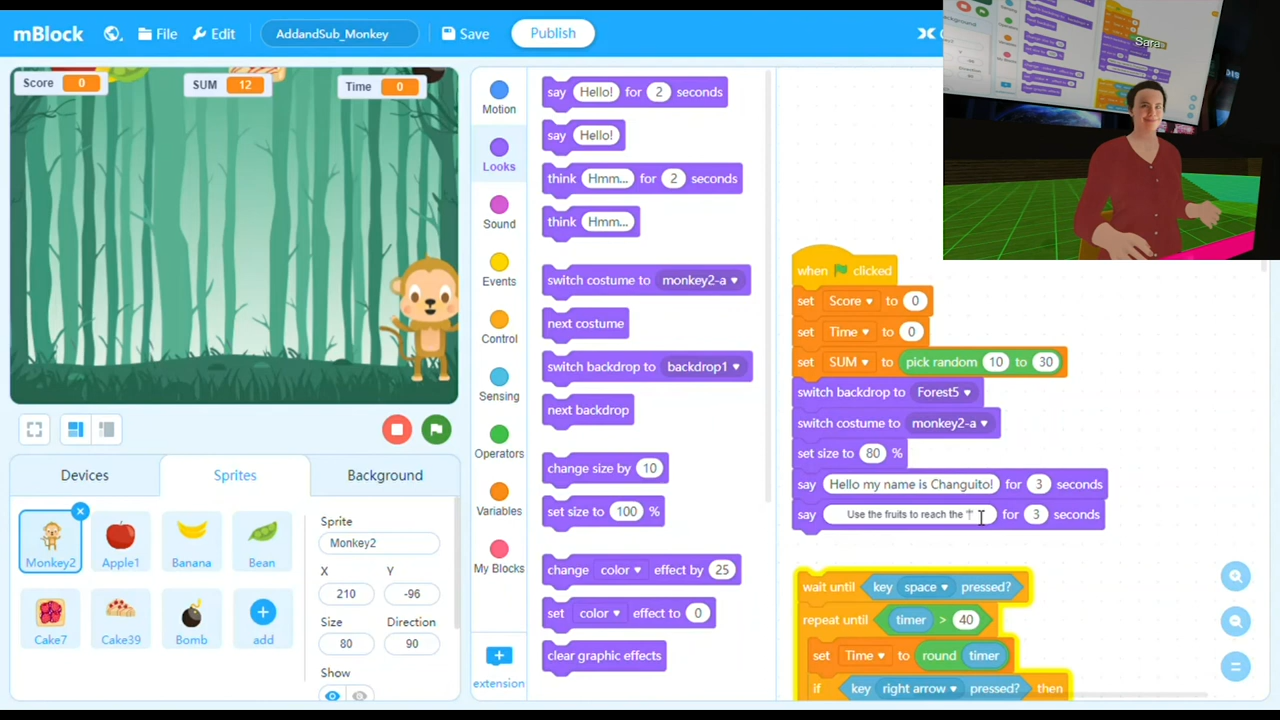 mBlock
File
Edit
AddandSub_Monkey
Save
Publish
Sara
Score 0
SUM 12
Time 0
Motion
Looks
Sound
Events
Control
Sensing
Operators
Variables
My Blocks
extension
say Hello! for 2 seconds
say Hello!
think Hmm... for 2 seconds
think Hmm...
switch costume to monkey2-a
next costume
switch backdrop to backdrop1
next backdrop
change size by 10
set size to 100 %
change color effect by 25
set color effect to 0
clear graphic effects
when clicked
set Score to 0
set Time to 0
set SUM to pick random 10 to 30
switch backdrop to Forest5
switch costume to monkey2-a
set size to 80 %
say Hello my name is Changuito! for 3 seconds
say Use the fruits to reach the " for 3 seconds
wait until key space pressed?
repeat until timer > 40
set Time to round timer
if key right arrow pressed? then
Devices
Sprites
Background
Monkey2
Apple1
Banana
Bean
Cake7
Cake39
Bomb
add
Sprite
Monkey2
X
Y
210
-96
Size
Direction
80
90
Show